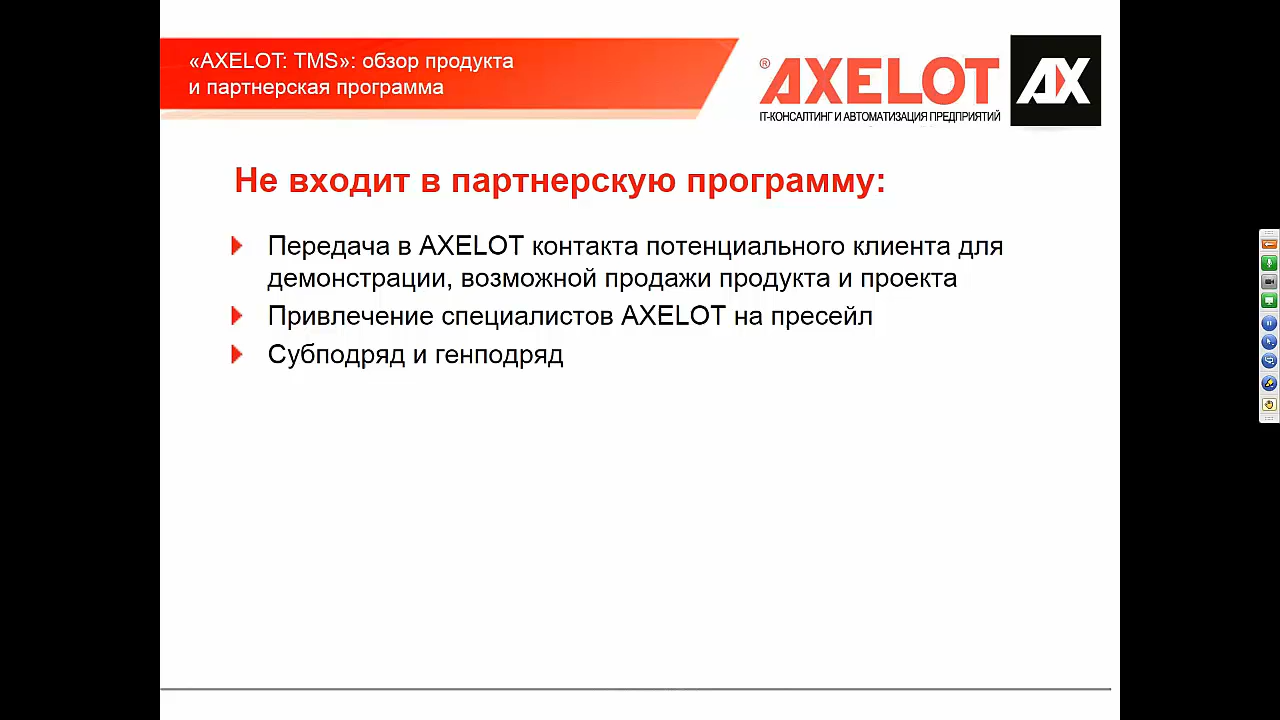 «AXELOT: TMS»: обзор продукта
и партнерская программа
® AXELOT AX
IT-КОНСАЛТИНГ И АВТОМАТИЗАЦИЯ ПРЕДПРИЯТИЙ
Не входит в партнерскую программу:
Передача в AXELOT контакта потенциального клиента для
демонстрации, возможной продажи продукта и проекта
Привлечение специалистов AXELOT на пресейл
Субподряд и генподряд